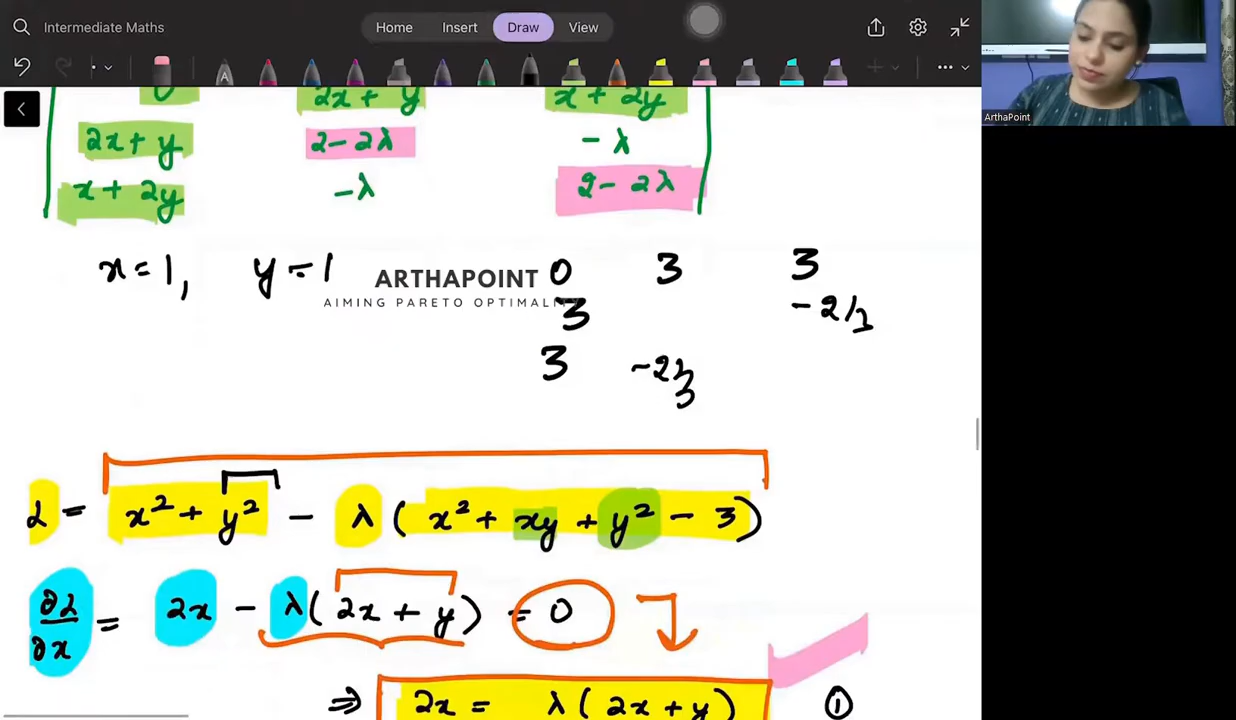 Intermediate Maths Home Insert Draw View
ArthaPoint
0 2x + y x + 2y
2x + y 2 - 2λ - λ
x + 2y - λ 2 - 2λ
x = 1, y = 1 0 3 3
ARTHAPOINT
AIMING PARETO OPTIMALITY
3 - 2/3
3 - 2/3
ℒ = x² + y² - λ ( x² + xy + y² - 3 )
∂ℒ/∂x = 2x - λ ( 2x + y ) = 0
⇒ 2x = λ ( 2x + y ) ①